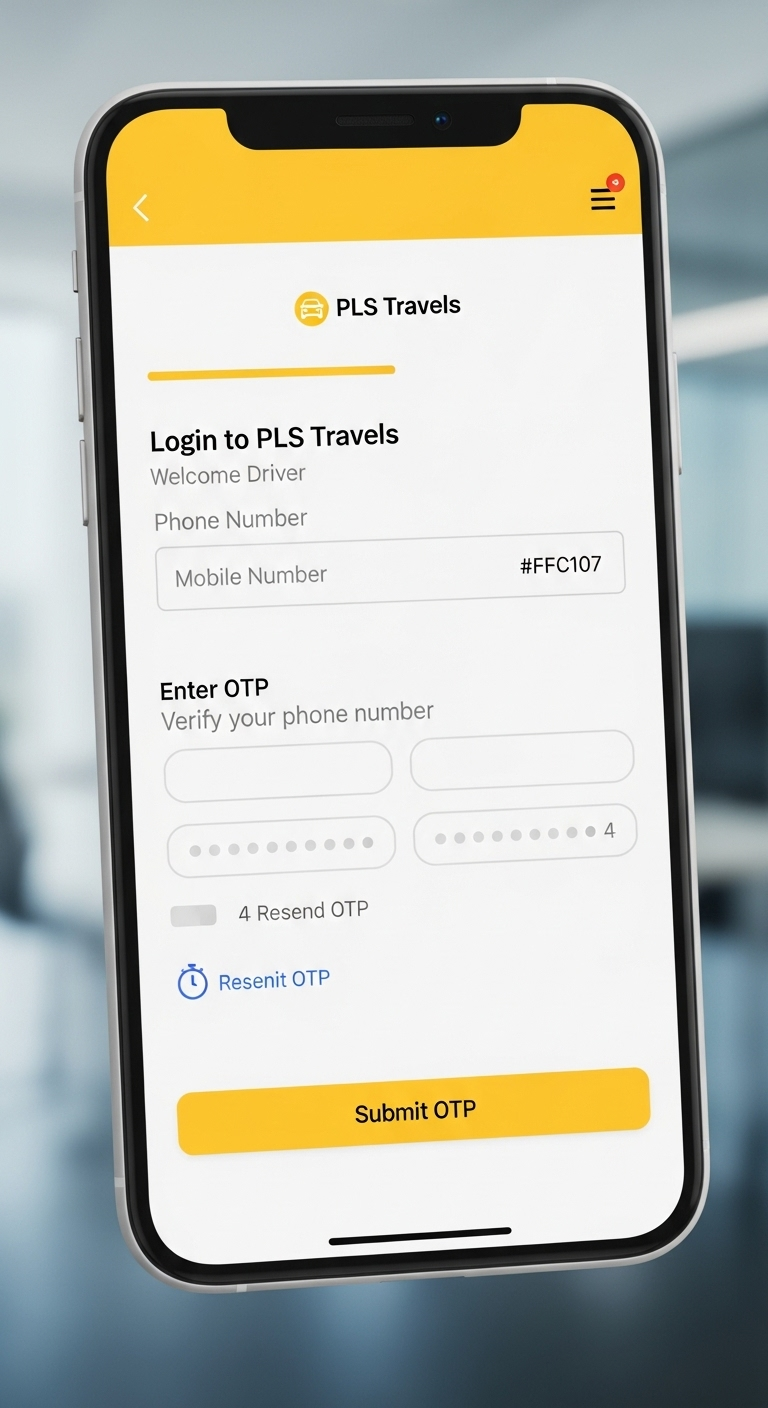 PLS Travels
Login to PLS Travels
Welcome Driver
Phone Number
Mobile Number #FFC107
Enter OTP
Verify your phone number
4
4 Resend OTP
Resenit OTP
Submit OTP